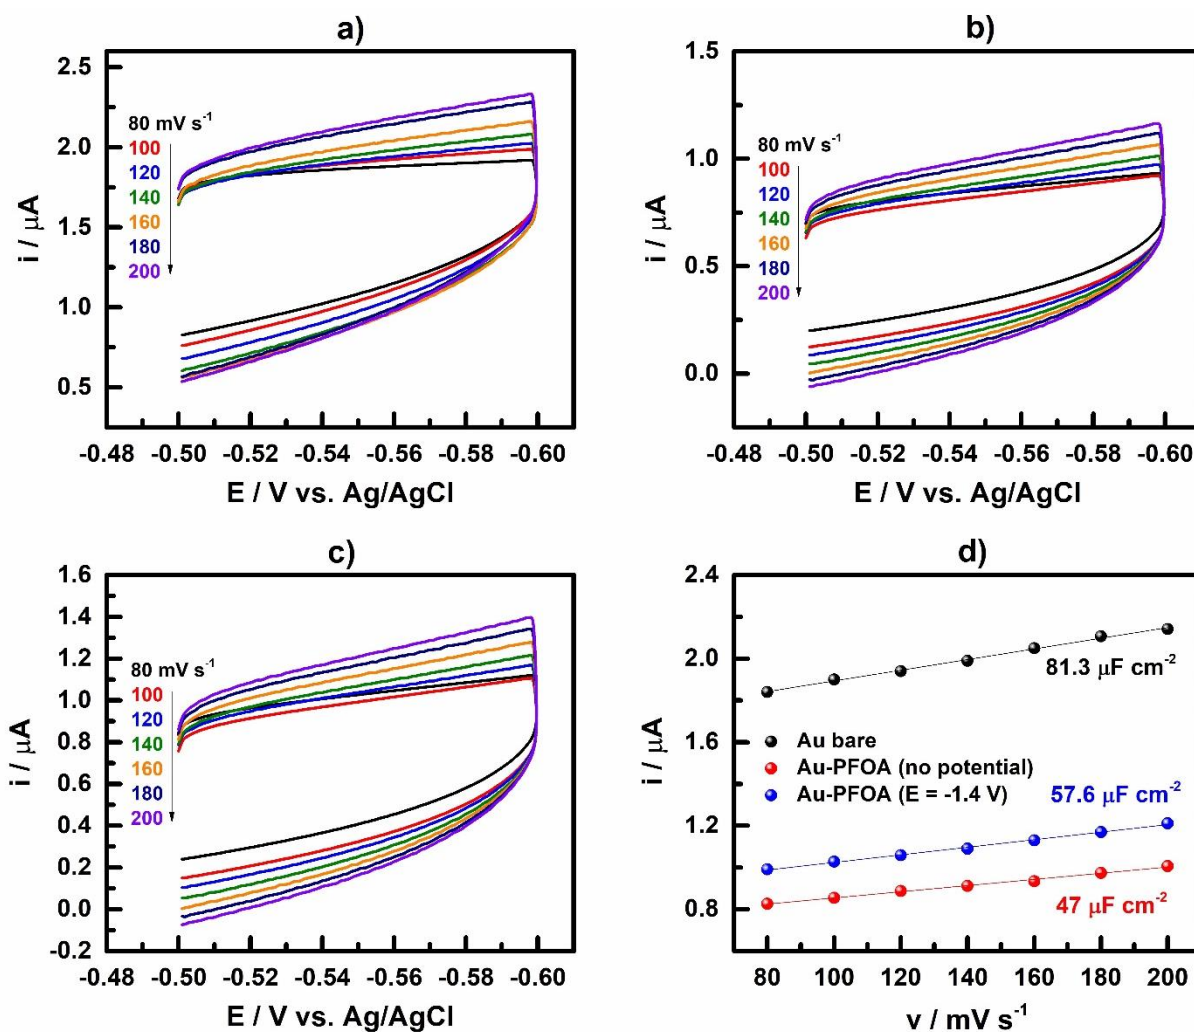 a)
2.5
2.0
1.5
1.0
0.5
i / μA
80 mV s⁻¹
100
120
140
160
180
200
-0.48 -0.50 -0.52 -0.54 -0.56 -0.58 -0.60
E / V vs. Ag/AgCl
b)
1.5
1.0
0.5
0.0
i / μA
80 mV s⁻¹
100
120
140
160
180
200
-0.48 -0.50 -0.52 -0.54 -0.56 -0.58 -0.60
E / V vs. Ag/AgCl
c)
1.6
1.4
1.2
1.0
0.8
0.6
0.4
0.2
0.0
-0.2
i / μA
80 mV s⁻¹
100
120
140
160
180
200
-0.48 -0.50 -0.52 -0.54 -0.56 -0.58 -0.60
E / V vs. Ag/AgCl
d)
2.4
2.0
1.6
1.2
0.8
i / μA
81.3 μF cm⁻²
Au bare
Au-PFOA (no potential)
Au-PFOA (E = -1.4 V)
57.6 μF cm⁻²
47 μF cm⁻²
80 100 120 140 160 180 200
v / mV s⁻¹